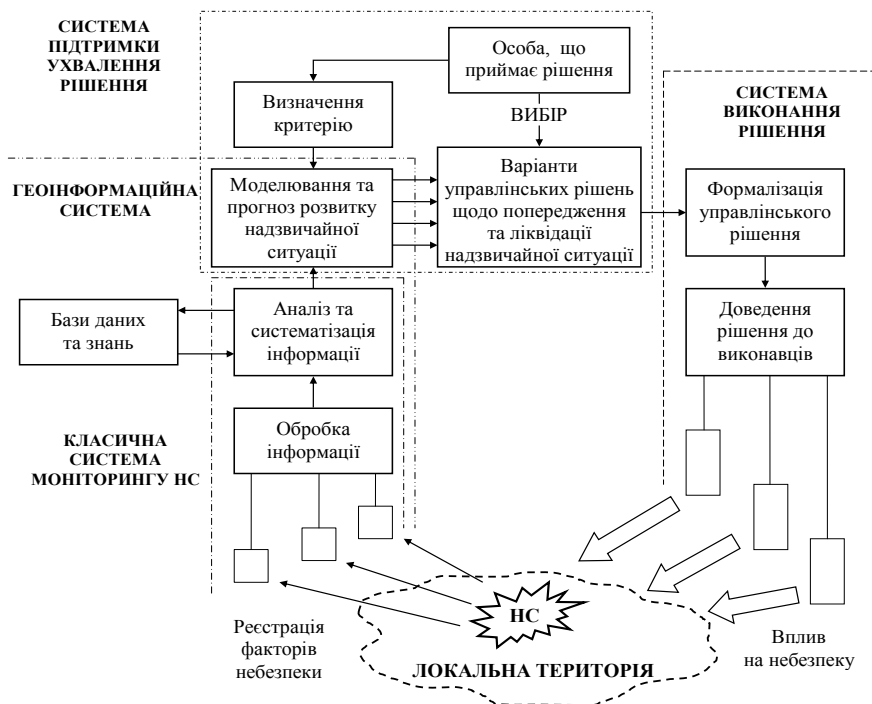 СИСТЕМА
ПІДТРИМКИ
УХВАЛЕННЯ
РІШЕННЯ
Особа, що
приймає рішення
Визначення
критерію
ВИБІР
СИСТЕМА
ВИКОНАННЯ
РІШЕННЯ
ГЕОІНФОРМАЦІЙНА
СИСТЕМА
Моделювання та
прогноз розвитку
надзвичайної
ситуації
Варіанти
управлінських рішень
щодо попередження
та ліквідації
надзвичайної ситуації
Формалізація
управлінського
рішення
Бази даних
та знань
Аналіз та
систематізація
інформації
Доведення
рішення до
виконавців
КЛАСИЧНА
СИСТЕМА
МОНІТОРИНГУ НС
Обробка
інформації
НС
Реєстрація
факторів
небезпеки
ЛОКАЛЬНА ТЕРИТОРІЯ
Вплив
на небезпеку